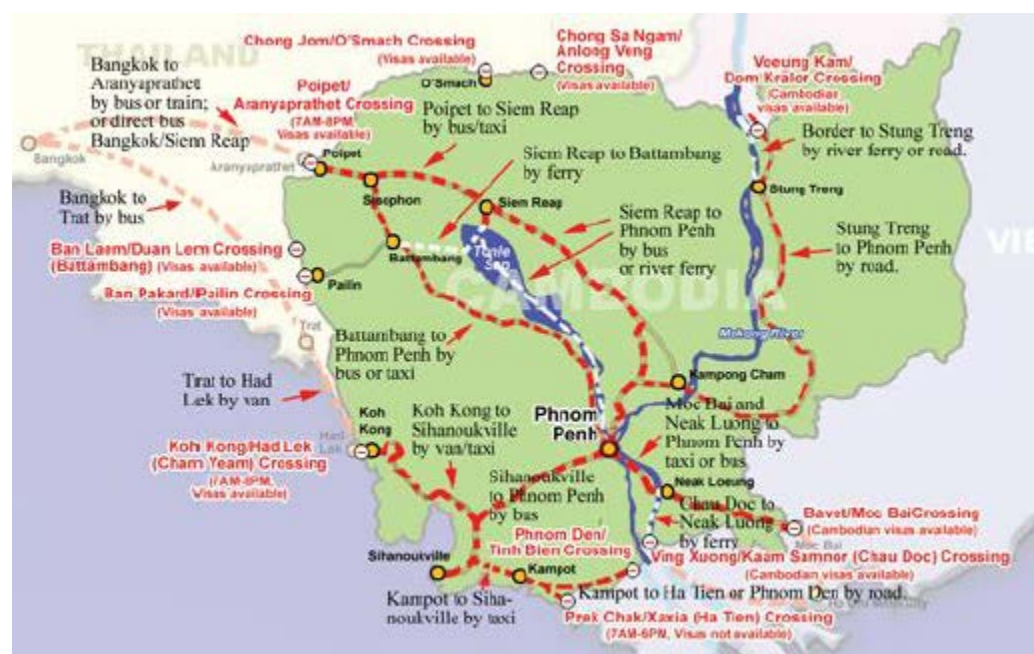 THAILAND
Chong Jom/O'Smach Crossing
(Visas available)
Chong Sa Ngam/
Anlong Veng
Crossing
(Visas available)
Voeung Kam/
Dom Kralor Crossing
(Cambodian
visas available)
Bangkok to
Aranyaprathet
by bus or train;
or direct bus
Bangkok/Siem Reap
Poipet/
Aranyaprathet Crossing
(7AM-8PM,
Visas available)
O'Smach
Poipet to Siem Reap
by bus/taxi
Border to Stung Treng
by river ferry or road.
Bangkok
Aranyaprathet
Poipet
Siem Reap to Battambang
by ferry
Sisophon
Siem Reap
Stung Treng
Bangkok to
Trat by bus
Siem Reap to
Phnom Penh
by bus
or river ferry
Stung Treng
to Phnom Penh
by road.
VIE
Ban Laem/Duan Lem Crossing
(Battambang) (Visas available)
Battambang
Tonle
Sap
Pailin
CAMBODIA
Ban Pakard/Pailin Crossing
(Visas available)
Trat
Battambang to
Phnom Penh by
bus or taxi
Mekong River
Kampong Cham
Trat to Had
Lek by van
Koh
Kong
Koh Kong to
Sihanoukville
by van/taxi
Phnom
Penh
Moc Bai and
Neak Luong to
Phnom Penh by
taxi or bus
Had
Lek
Koh Kong/Had Lek
(Cham Yeam) Crossing
(7AM-8PM,
Visas available)
Sihanoukville
to Phnom Penh
by bus
Neak Loeung
Chau Doc to
Neak Luong
by ferry
Bavet/Moc BaiCrossing
(Cambodian visas available)
Moc Bai
Phnom Den/
Tinh Bien Crossing
Ving Xuong/Kaam Samnor (Chau Doc) Crossing
(Cambodian visas available)
Sihanoukville
Kampot
Kampot to Siha-
noukville by taxi
Kampot to Ha Tien or Phnom Den by road.
Prek Chak/Xaxia (Ha Tien) Crossing
(7AM-6PM, Visas not available)